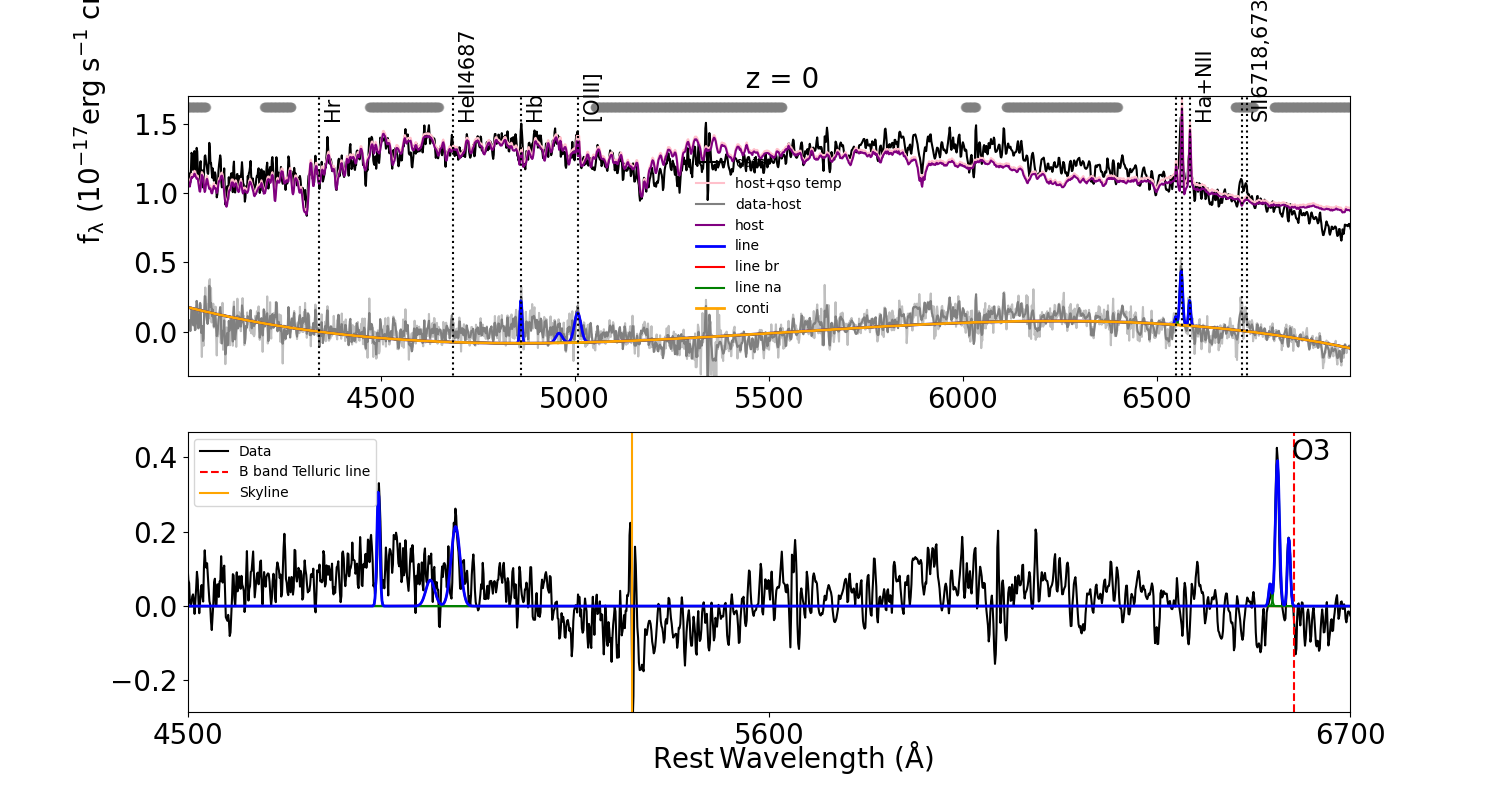 z = 0
Hr
HeII4687
Hb
[OIII]
Ha+NII
SII6718,673
fλ (10−17erg s−1 c
1.5
1.0
0.5
0.0
host+qso temp
data-host
host
line
line br
line na
conti
4500
5000
5500
6000
6500
Data
B band Telluric line
Skyline
O3
0.4
0.2
0.0
−0.2
4500
5600
6700
Rest Wavelength (Å)